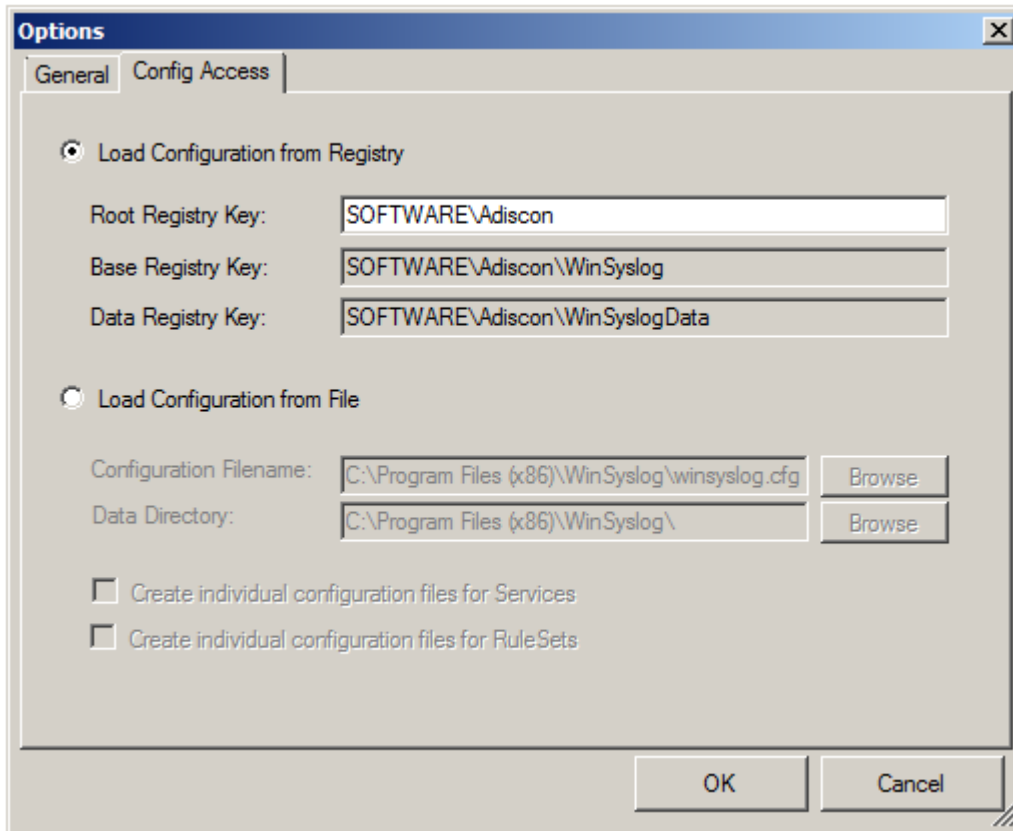 Options
General
Config Access
Load Configuration from Registry
Root Registry Key: SOFTWARE\Adiscon
Base Registry Key: SOFTWARE\Adiscon\WinSyslog
Data Registry Key: SOFTWARE\Adiscon\WinSyslogData
Load Configuration from File
Configuration Filename: C:\Program Files (x86)\WinSyslog\winsyslog.cfg Browse
Data Directory: C:\Program Files (x86)\WinSyslog\ Browse
Create individual configuration files for Services
Create individual configuration files for RuleSets
OK Cancel